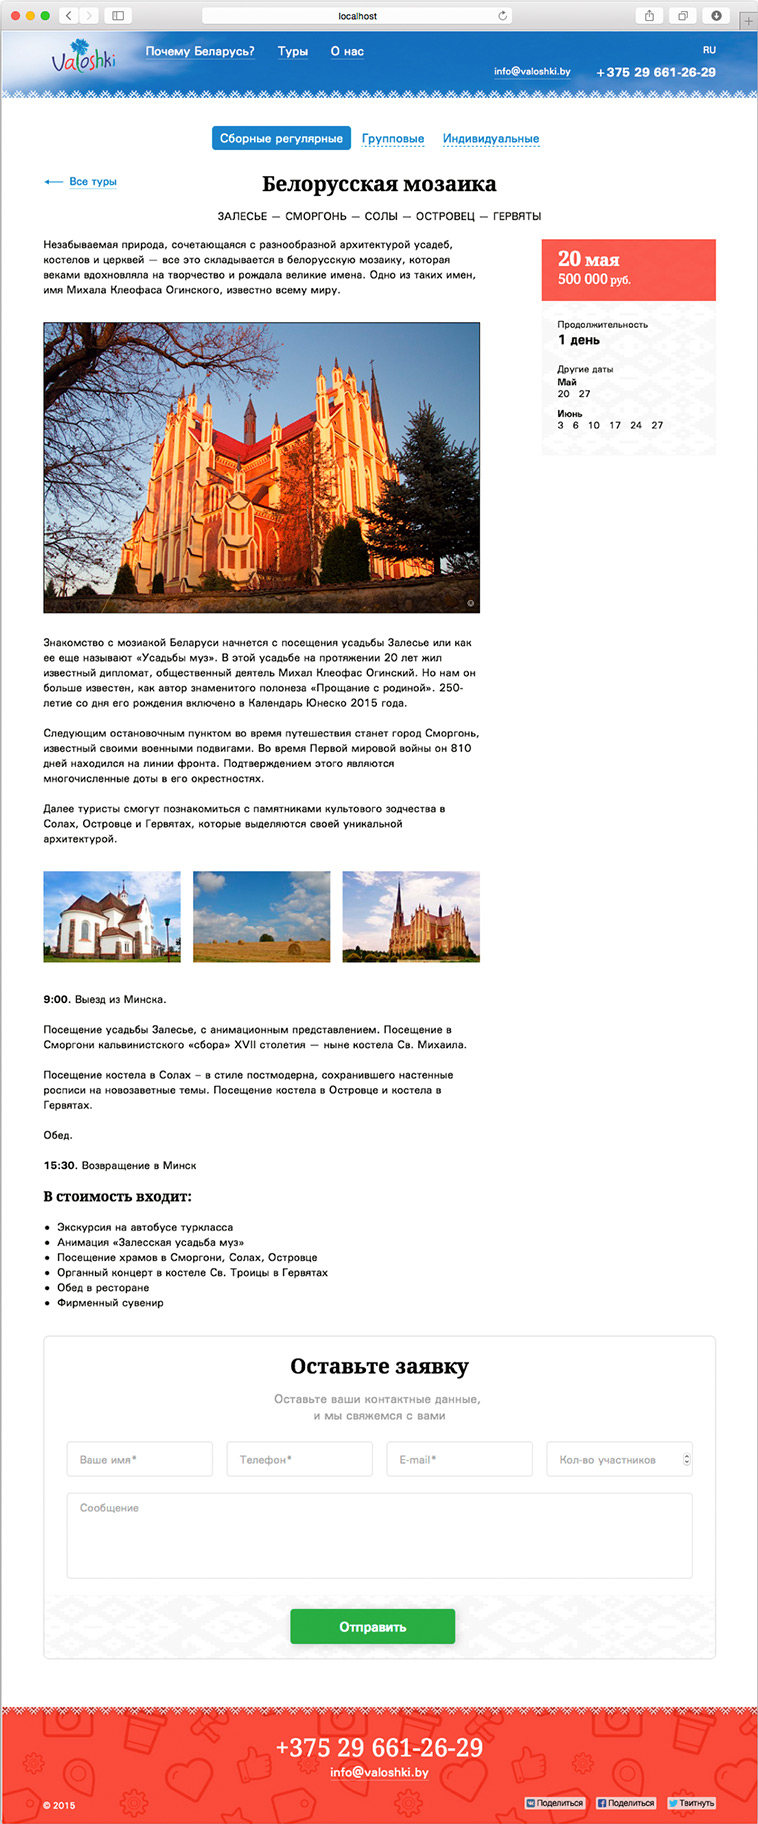 localhost
Valoshki
Почему Беларусь? Туры О нас
RU
info@valoshki.by +375 29 661-26-29
Сборные регулярные Групповые Индивидуальные
← Все туры
Белорусская мозаика
ЗАЛЕСЬЕ — СМОРГОНЬ — СОЛЫ — ОСТРОВЕЦ — ГЕРВЯТЫ
Незабываемая природа, сочетающаяся с разнообразной архитектурой усадеб,
костелов и церквей — все это складывается в белорусскую мозаику, которая
веками вдохновляла на творчество и рождала великие имена. Одно из таких имен,
имя Михала Клеофаса Огинского, известно всему миру.
20 мая
500 000 руб.
Продолжительность
1 день
Другие даты
Май
20 27
Июнь
3 6 10 17 24 27
Знакомство с мозиакой Беларуси начнется с посещения усадьбы Залесье или как
ее еще называют «Усадьбы муз». В этой усадьбе на протяжении 20 лет жил
известный дипломат, общественный деятель Михал Клеофас Огинский. Но нам он
больше известен, как автор знаменитого полонеза «Прощание с родиной». 250-
летие со дня его рождения включено в Календарь Юнеско 2015 года.
Следующим остановочным пунктом во время путешествия станет город Сморгонь,
известный своими военными подвигами. Во время Первой мировой войны он 810
дней находился на линии фронта. Подтверждением этого являются
многочисленные доты в его окрестностях.
Далее туристы смогут познакомиться с памятниками культового зодчества в
Солах, Островце и Гервятах, которые выделяются своей уникальной
архитектурой.
9:00. Выезд из Минска.
Посещение усадьбы Залесье, с анимационным представлением. Посещение в
Сморгони кальвинистского «сбора» XVII столетия — ныне костела Св. Михаила.
Посещение костела в Солах – в стиле постмодерна, сохранившего настенные
росписи на новозаветные темы. Посещение костела в Островце и костела в
Гервятах.
Обед.
15:30. Возвращение в Минск
В стоимость входит:
• Экскурсия на автобусе туркласса
• Анимация «Залесская усадьба муз»
• Посещение храмов в Сморгони, Солах, Островце
• Органный концерт в костеле Св. Троицы в Гервятах
• Обед в ресторане
• Фирменный сувенир
Оставьте заявку
Оставьте ваши контактные данные,
и мы свяжемся с вами
Ваше имя* Телефон* E-mail* Кол-во участников
Сообщение
Отправить
+375 29 661-26-29
info@valoshki.by
© 2015 Поделиться Поделиться Твитнуть